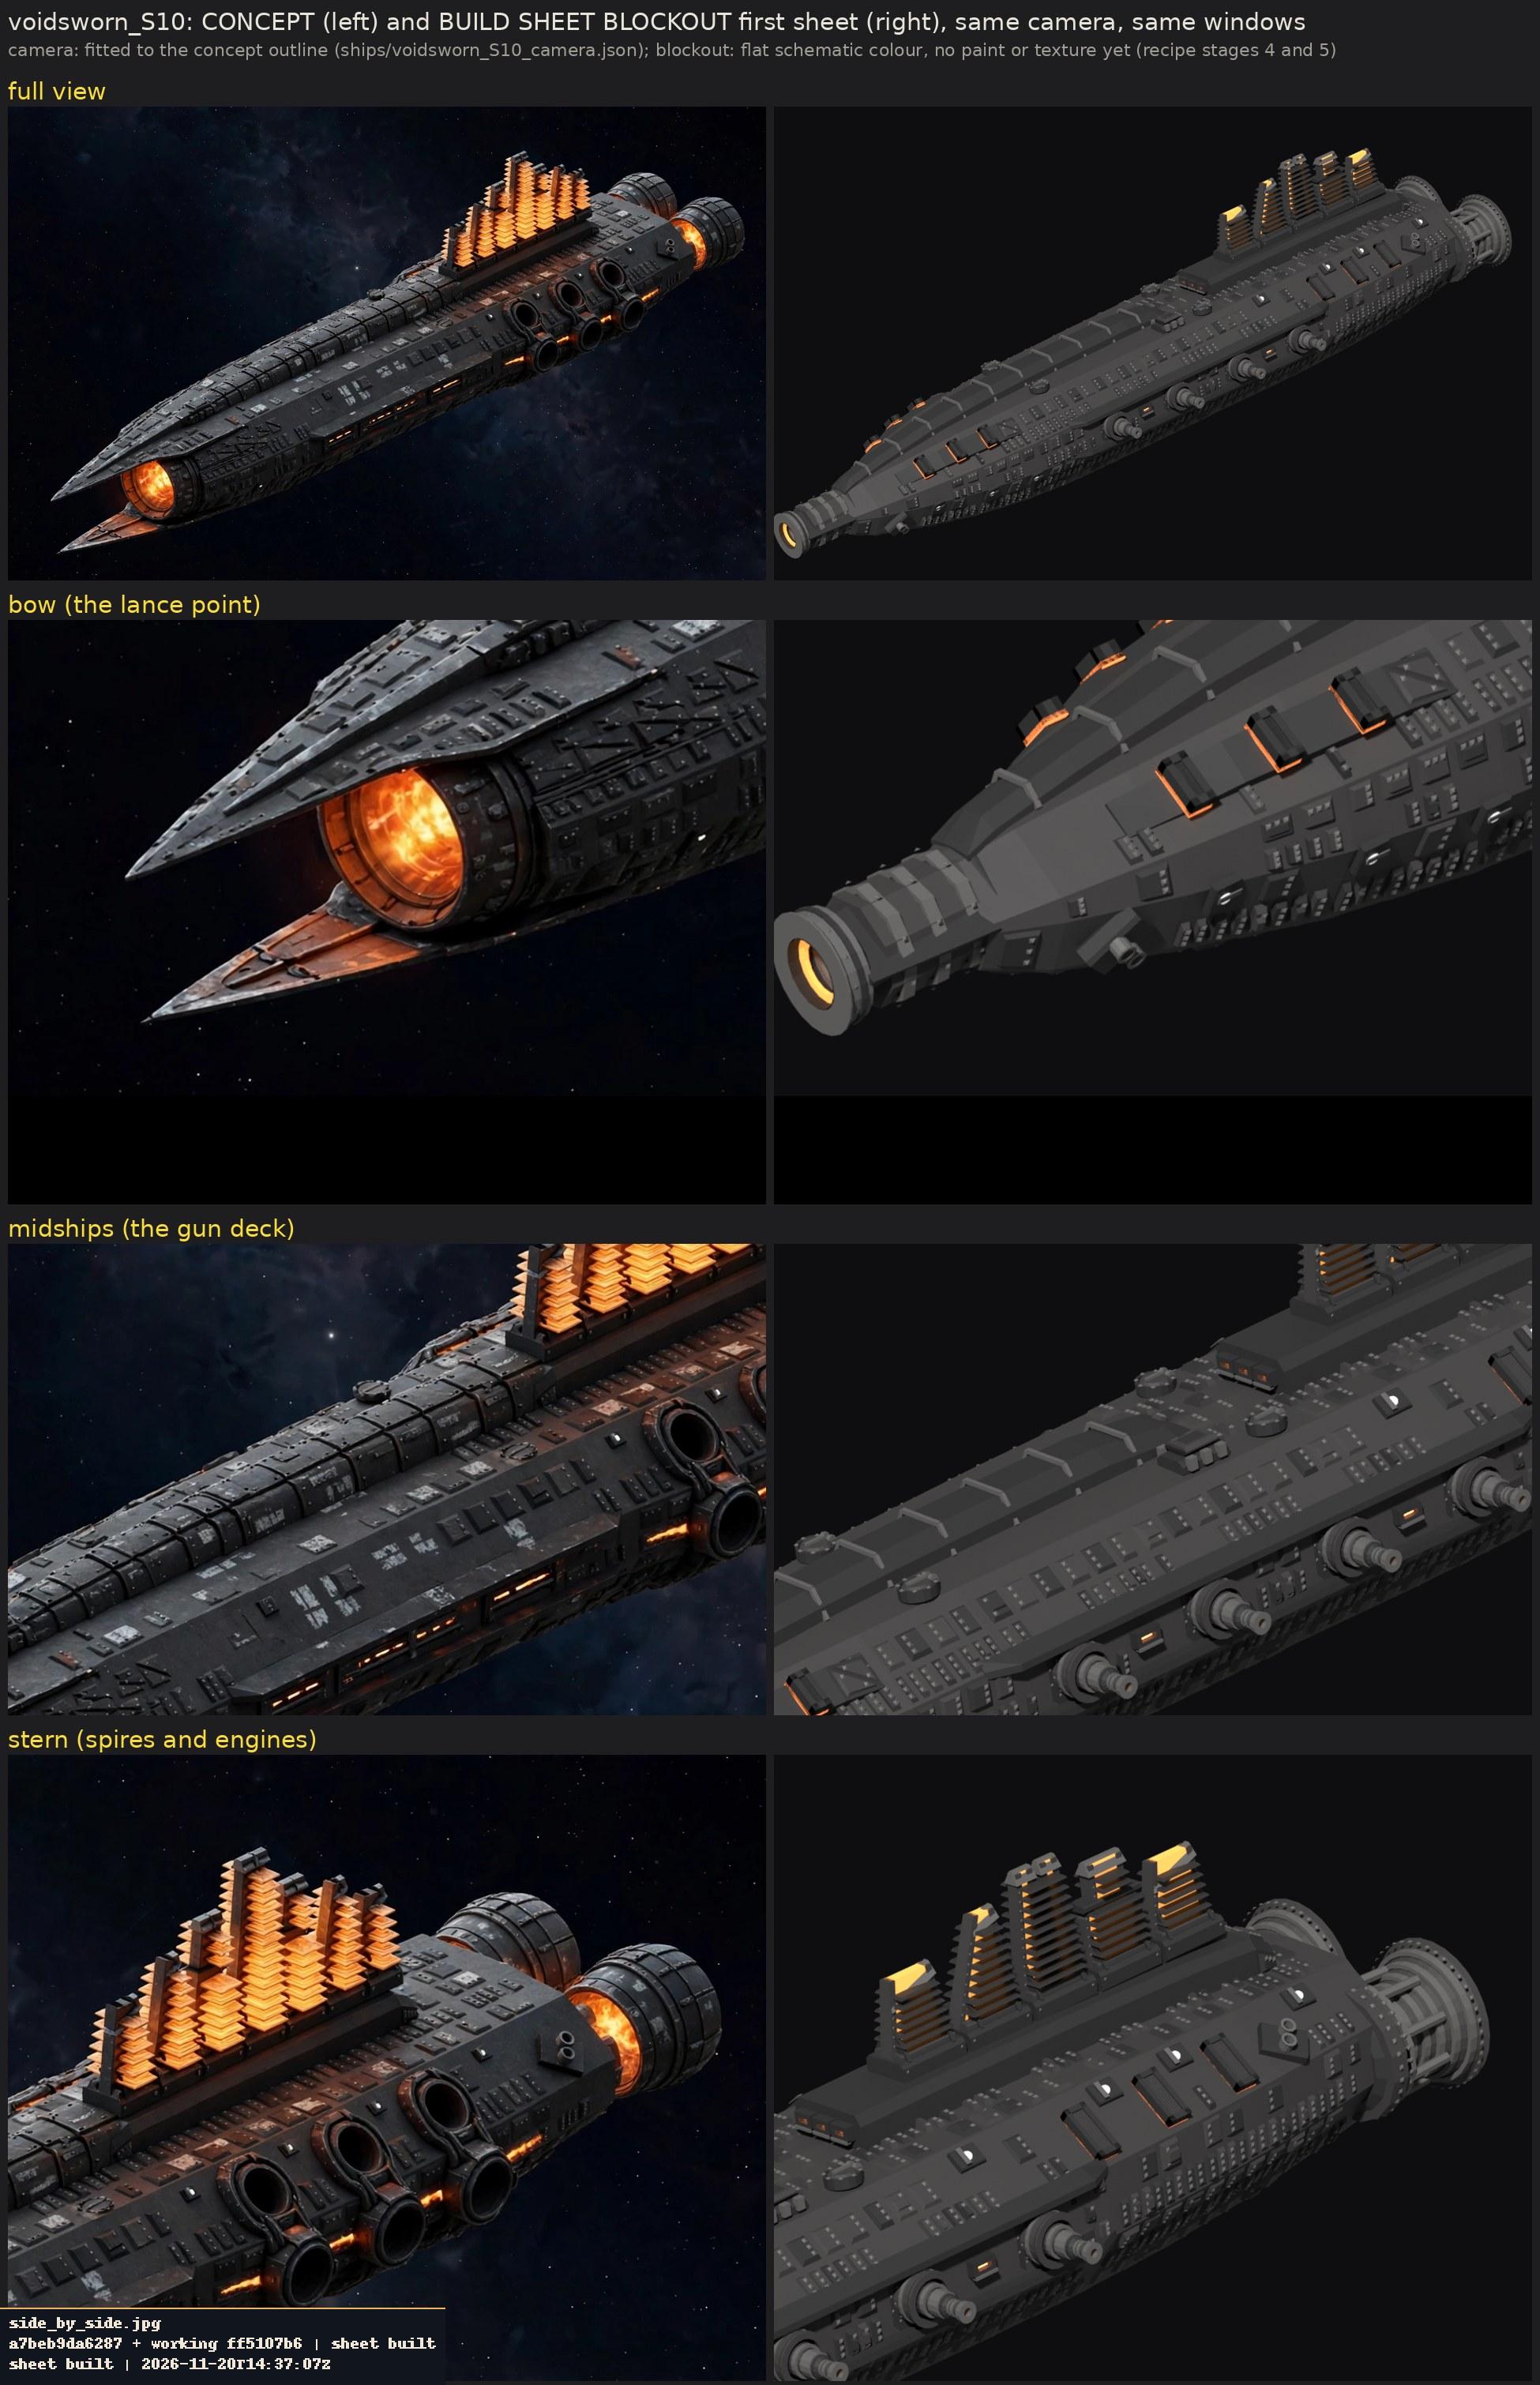 voidsworn_S10: CONCEPT (left) and BUILD SHEET BLOCKOUT first sheet (right), same camera, same windows
camera: fitted to the concept outline (ships/voidsworn_S10_camera.json); blockout: flat schematic colour, no paint or texture yet (recipe stages 4 and 5)
full view
bow (the lance point)
midships (the gun deck)
stern (spires and engines)
side_by_side.jpg
a7beb9da6287 + working ff5107b6 | sheet built
sheet built | 2026-11-20T14:37:07Z